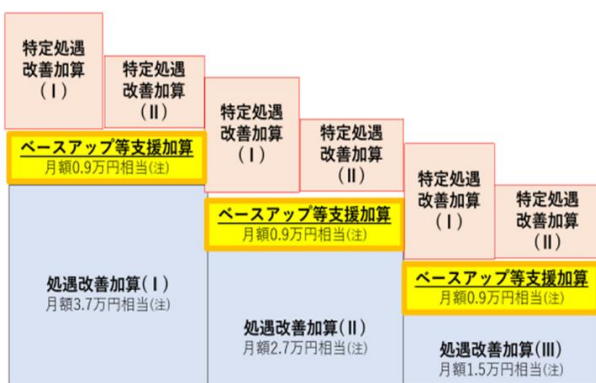 特定処遇
改善加算
(Ⅰ)
特定処遇
改善加算
(Ⅱ)
ベースアップ等支援加算
月額0.9万円相当(注)
処遇改善加算(Ⅰ)
月額3.7万円相当(注)
特定処遇
改善加算
(Ⅰ)
特定処遇
改善加算
(Ⅱ)
ベースアップ等支援加算
月額0.9万円相当(注)
処遇改善加算(Ⅱ)
月額2.7万円相当(注)
特定処遇
改善加算
(Ⅰ)
特定処遇
改善加算
(Ⅱ)
ベースアップ等支援加算
月額0.9万円相当(注)
処遇改善加算(Ⅲ)
月額1.5万円相当(注)